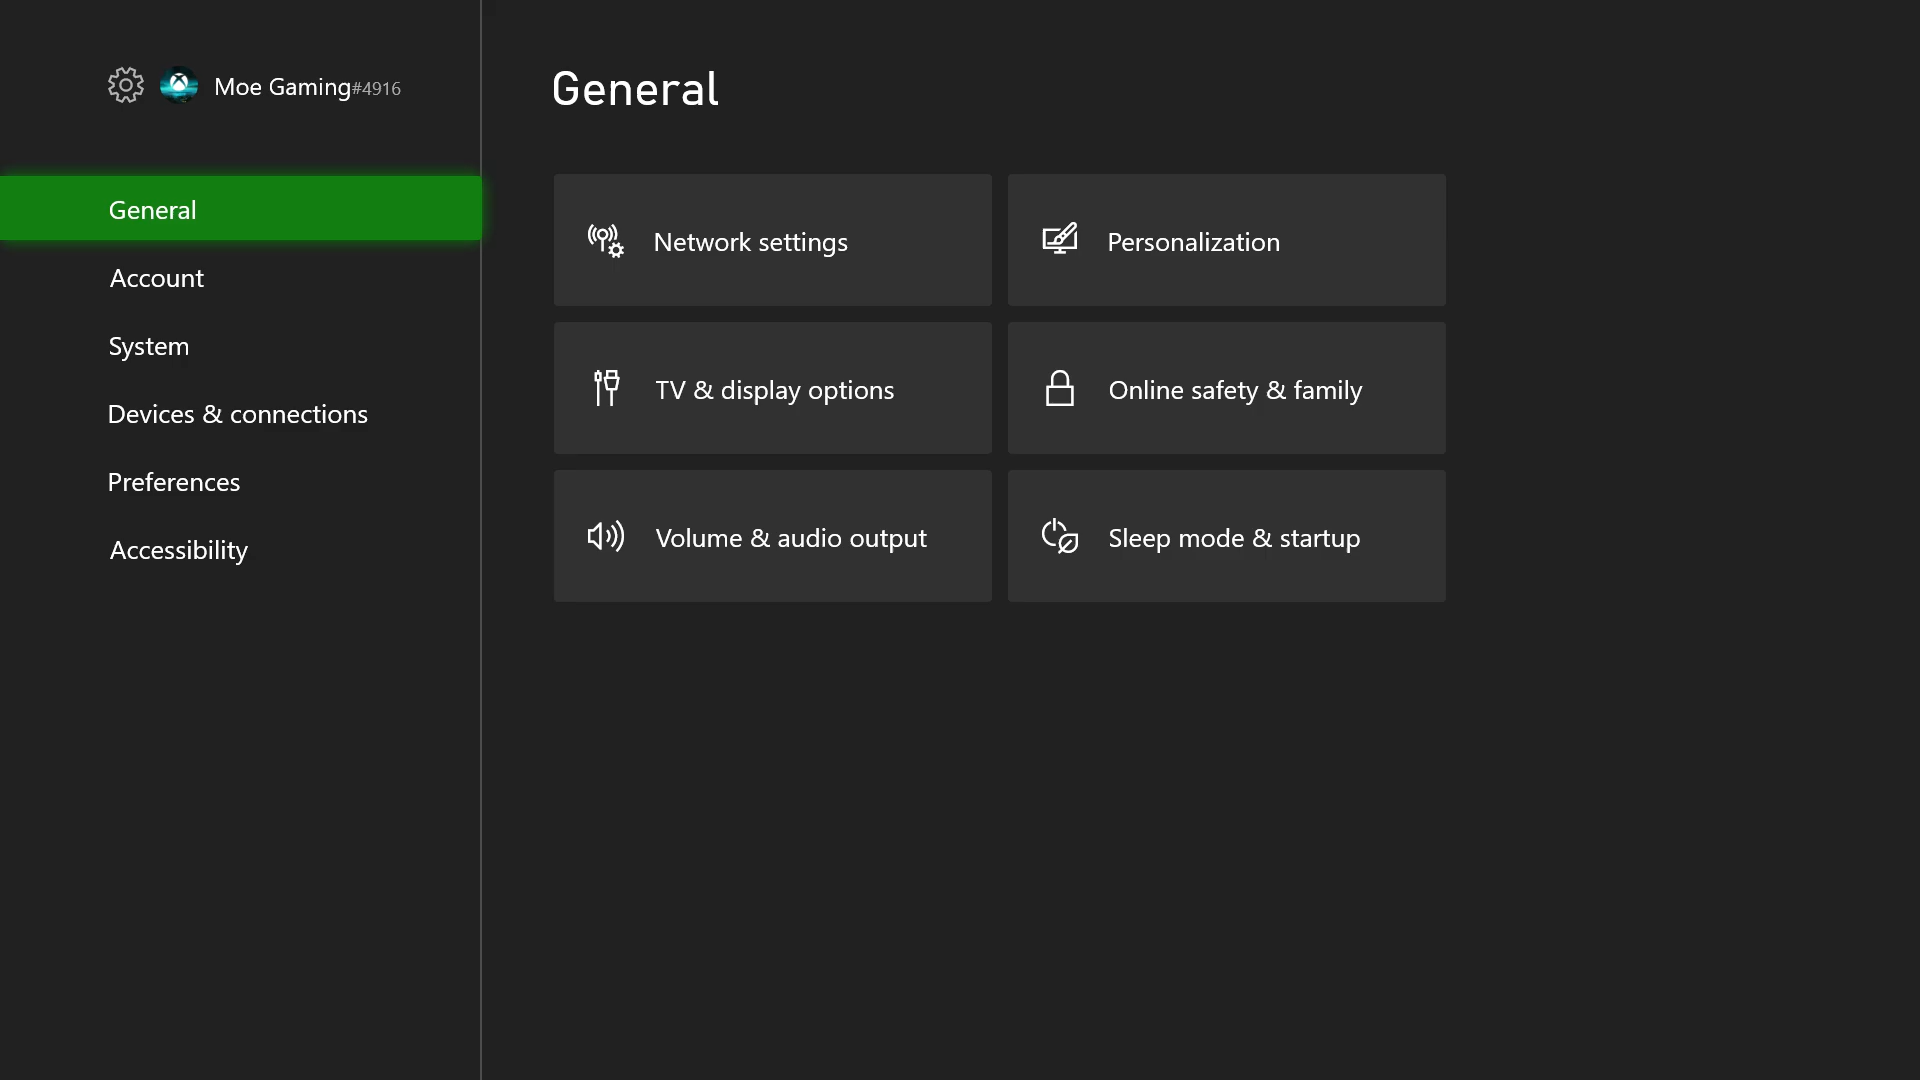 Moe Gaming#4916
General
Account
System
Devices & connections
Preferences
Accessibility
General
Network settings
Personalization
TV & display options
Online safety & family
Volume & audio output
Sleep mode & startup